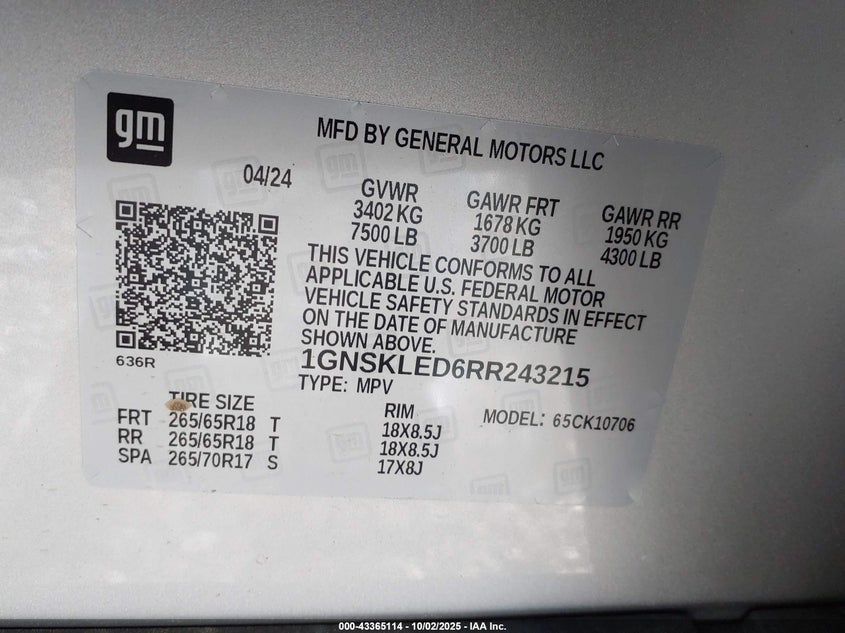 gm
MFD BY GENERAL MOTORS LLC
04/24
GVWR
3402 KG
7500 LB
GAWR FRT
1678 KG
3700 LB
GAWR RR
1950 KG
4300 LB
THIS VEHICLE CONFORMS TO ALL
APPLICABLE U.S. FEDERAL MOTOR
VEHICLE SAFETY STANDARDS IN EFFECT
ON THE DATE OF MANUFACTURE
SHOWN ABOVE.
1GNSKLED6RR243215
TYPE: MPV
636R
TIRE SIZE
RIM
MODEL: 65CK10706
FRT 265/65R18 T 18X8.5J
RR 265/65R18 T 18X8.5J
SPA 265/70R17 S 17X8J
000-43365114 - 10/02/2025 - IAA Inc.